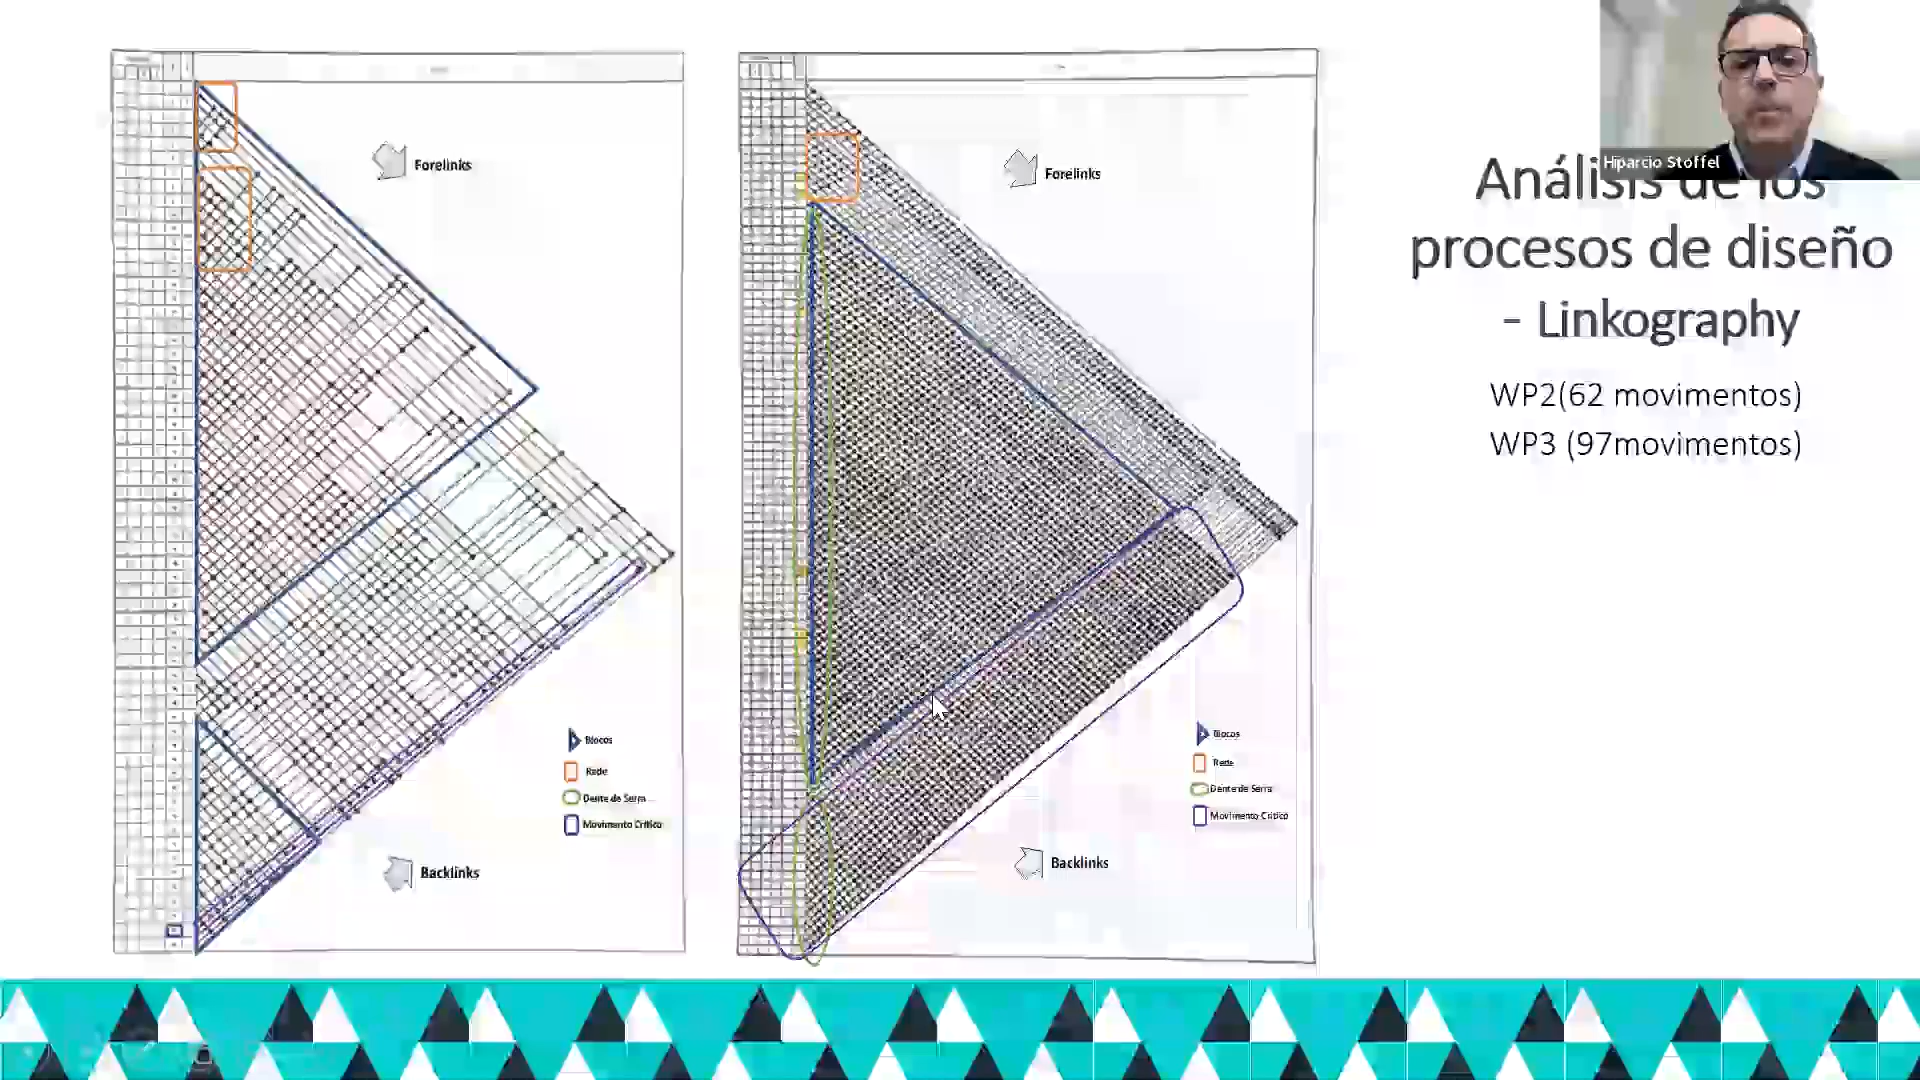 Forelinks
Blocos
Rede
Dente de Serra
Movimento Crítico
Backlinks
Forelinks
Blocos
Rede
Dente de Serra
Movimento Crítico
Backlinks
Hiparcio Stoffel
Análisis de los
procesos de diseño
- Linkography
WP2(62 movimentos)
WP3 (97movimentos)